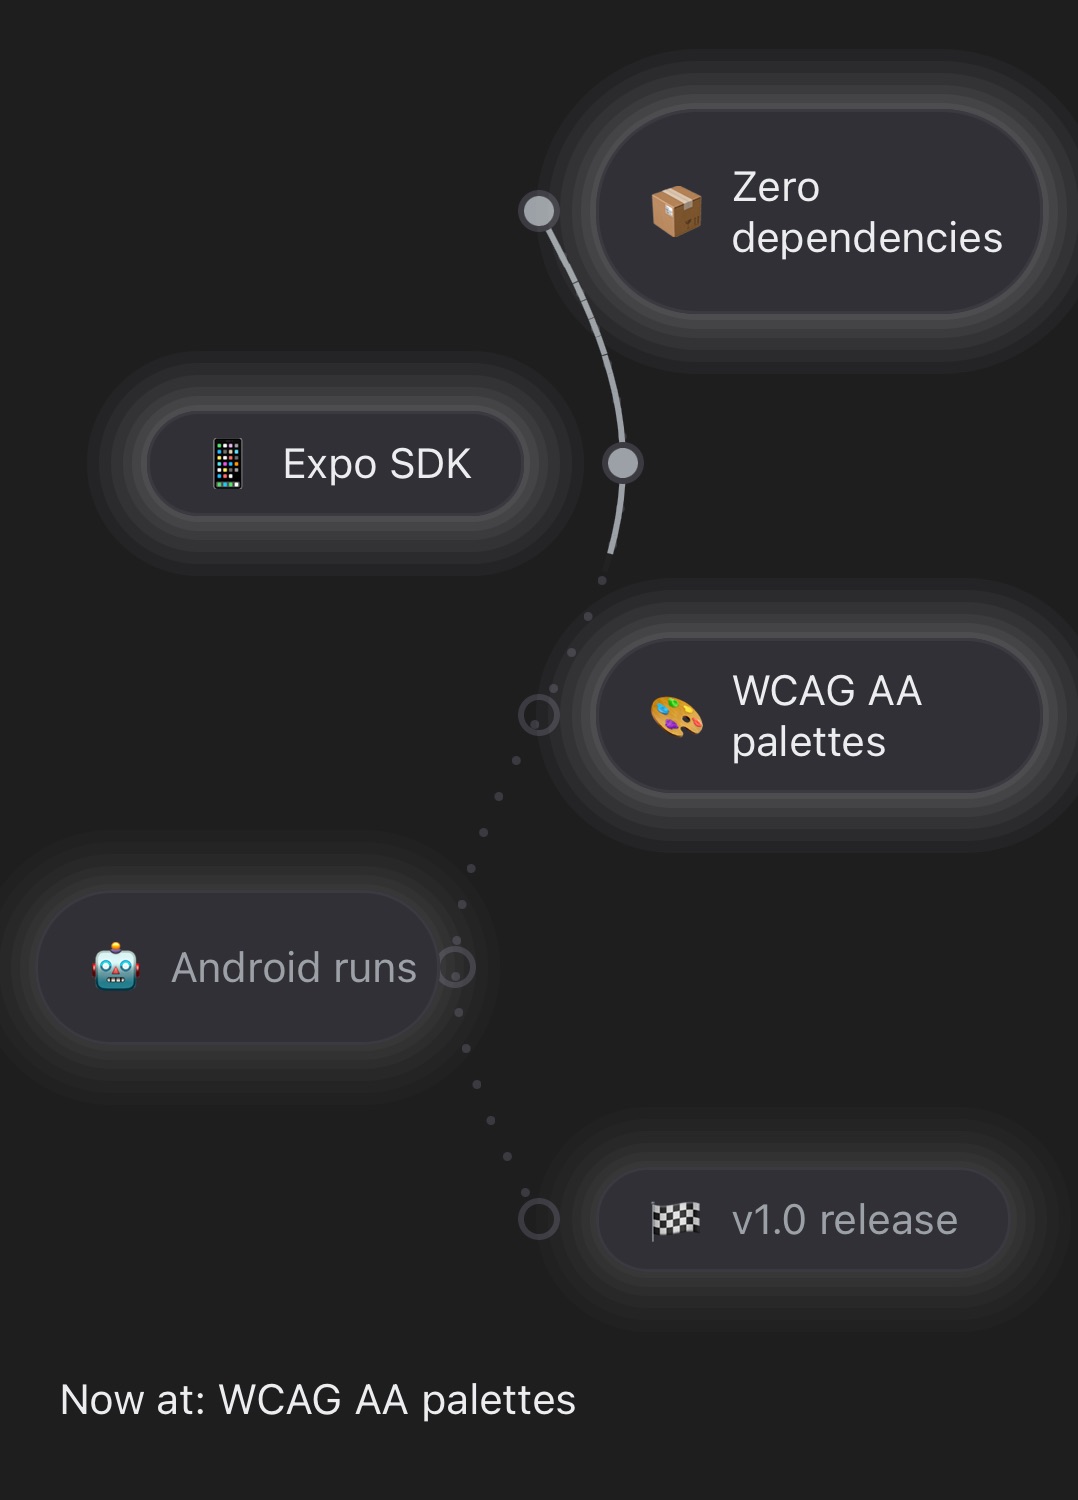 Zero
dependencies
Expo SDK
WCAG AA
palettes
Android runs
v1.0 release
Now at: WCAG AA palettes